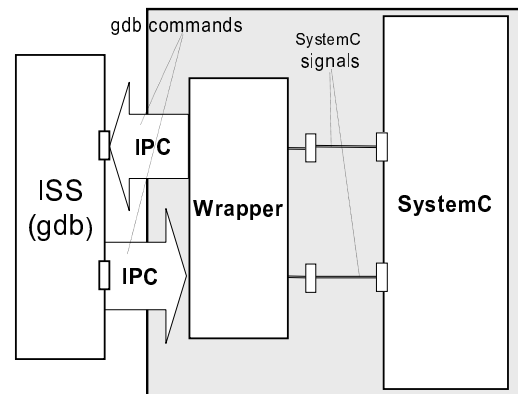 gdb commands
SystemC
signals
IPC
ISS
(gdb)
Wrapper
SystemC
IPC